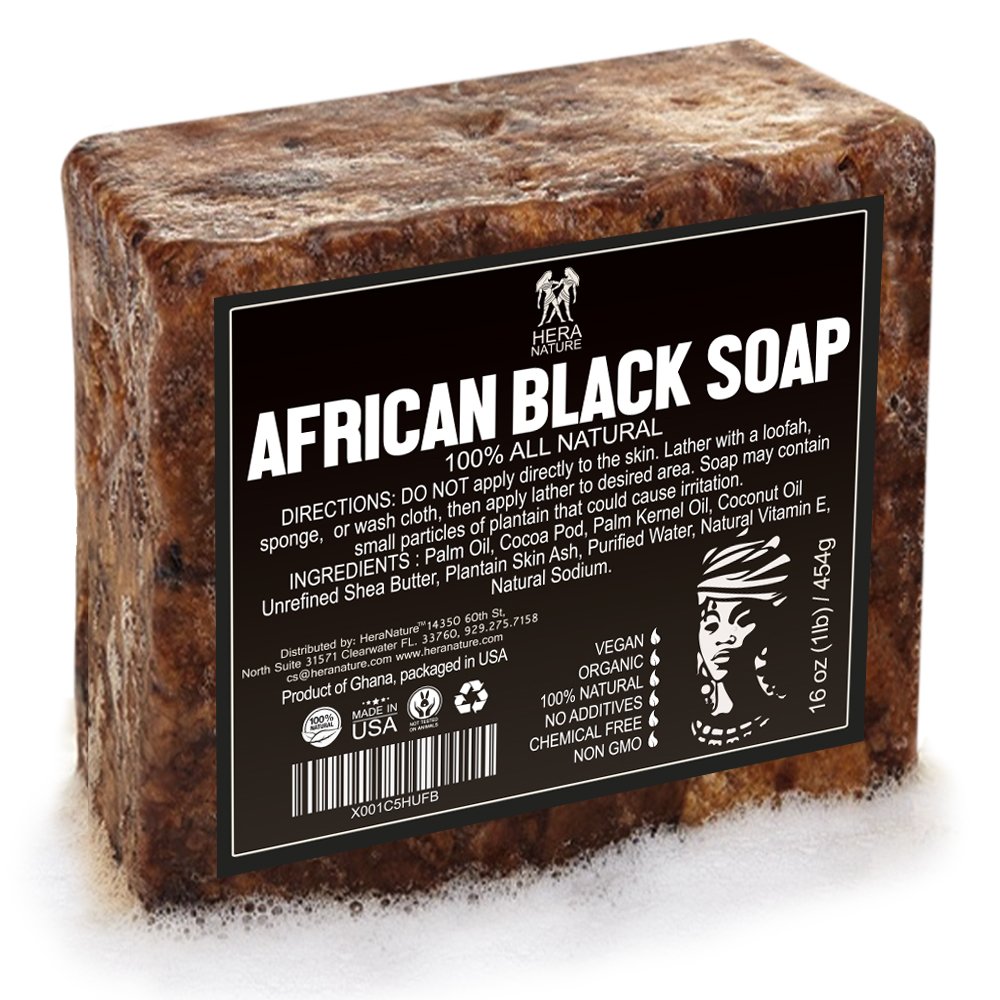 HERA
NATURE
AFRICAN BLACK SOAP
100% ALL NATURAL
DIRECTIONS: DO NOT apply directly to the skin. Lather with a loofah,
sponge, or wash cloth, then apply lather to desired area. Soap may contain
small particles of plantain that could cause irritation.
INGREDIENTS : Palm Oil, Cocoa Pod, Palm Kernel Oil, Coconut Oil
Unrefined Shea Butter, Plantain Skin Ash, Purified Water, Natural Vitamin E,
Natural Sodium.
Distributed by: HeraNature™14350 60th St,
North Suite 31571 Clearwater FL. 33760, 929.275.7158
cs@heranature.com www.heranature.com
Product of Ghana, packaged in USA
100%
NATURAL
MADE IN
USA
NOT TESTED
ON ANIMALS
X001C5HUFB
VEGAN
ORGANIC
100% NATURAL
NO ADDITIVES
CHEMICAL FREE
NON GMO
16 oz (1lb) / 454g